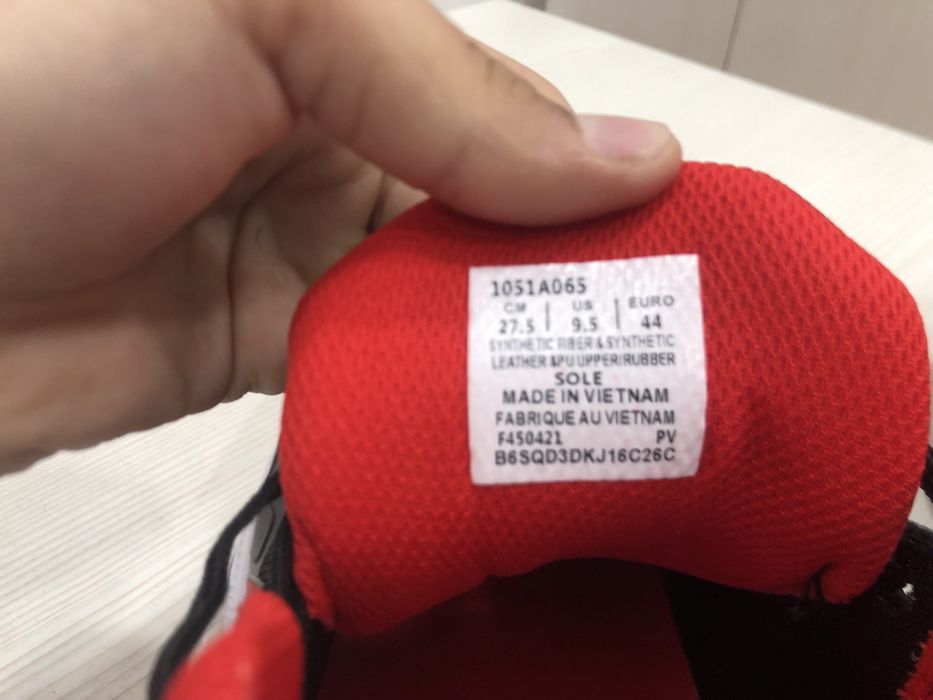 1051A065
CM | US | EURO
27.5 | 9.5 | 44
SYNTHETIC FIBER & SYNTHETIC
LEATHER &PU UPPER/RUBBER
SOLE
MADE IN VIETNAM
FABRIQUE AU VIETNAM
F450421 PV
B6SQD3DKJ16C26C